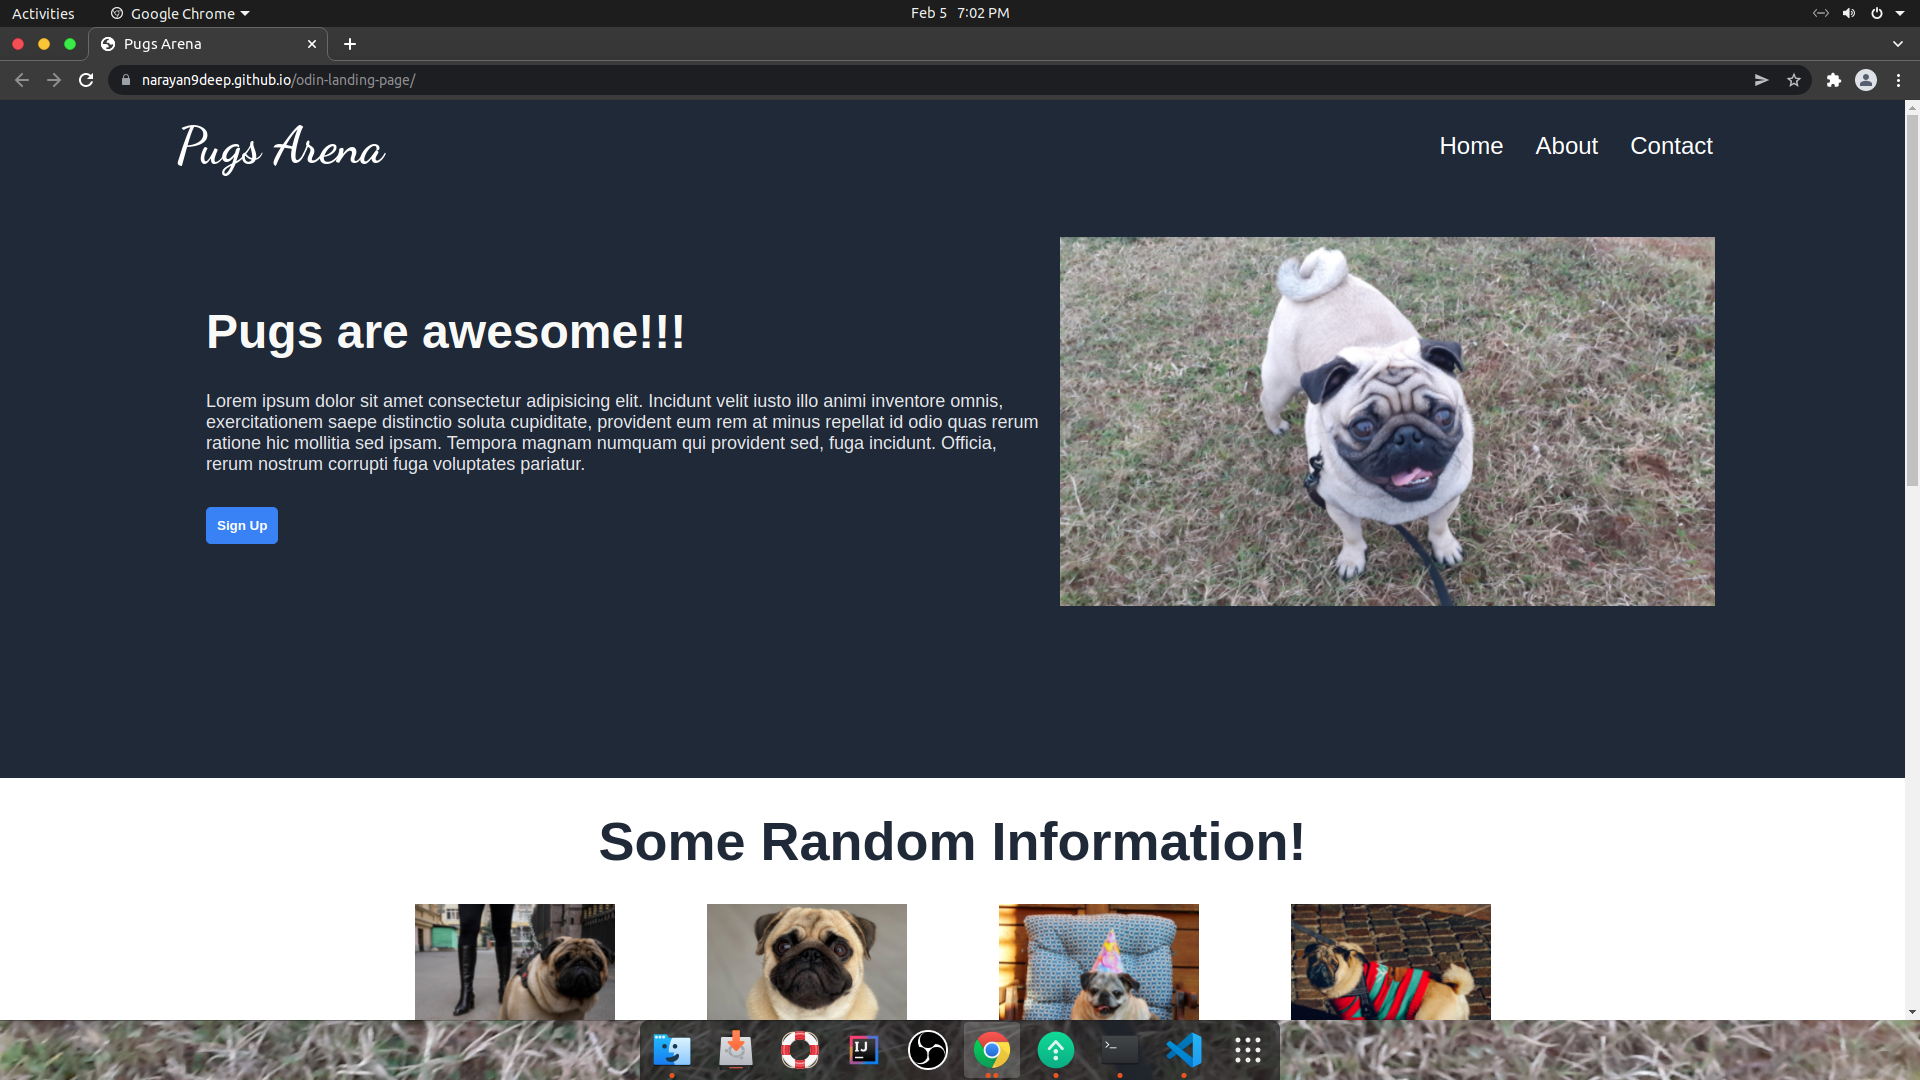 Activities
Google Chrome
Feb 5 7:02 PM
Pugs Arena
narayan9deep.github.io/odin-landing-page/
Pugs Arena
Home
About
Contact
Pugs are awesome!!!
Lorem ipsum dolor sit amet consectetur adipisicing elit. Incidunt velit iusto illo animi inventore omnis,
exercitationem saepe distinctio soluta cupiditate, provident eum rem at minus repellat id odio quas rerum
ratione hic mollitia sed ipsam. Tempora magnam numquam qui provident sed, fuga incidunt. Officia,
rerum nostrum corrupti fuga voluptates pariatur.
Sign Up
Some Random Information!
IJ
>_